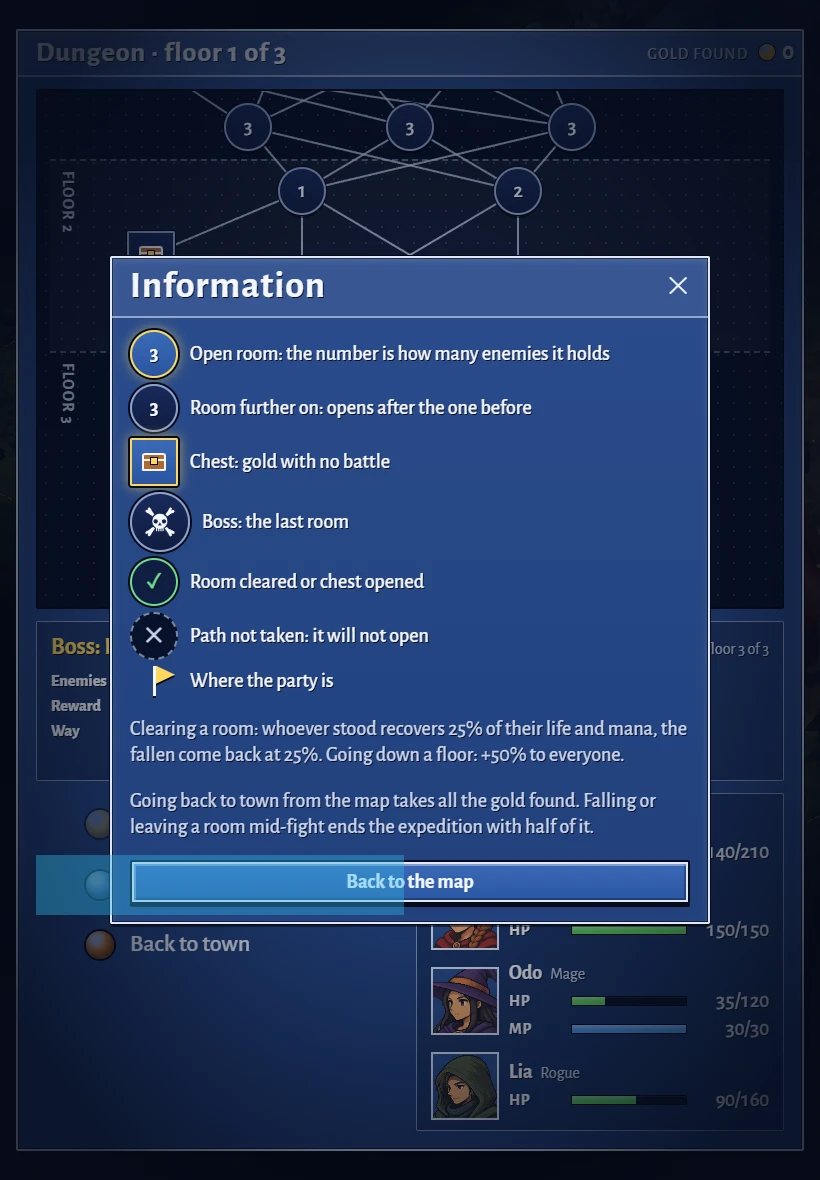 Dungeon · floor 1 of 3
GOLD FOUND 0
3
3
3
FLOOR 2
1
2
Information
3 Open room: the number is how many enemies it holds
3 Room further on: opens after the one before
Chest: gold with no battle
Boss: the last room
Room cleared or chest opened
Path not taken: it will not open
Where the party is
Clearing a room: whoever stood recovers 25% of their life and mana, the
fallen come back at 25%. Going down a floor: +50% to everyone.
Going back to town from the map takes all the gold found. Falling or
leaving a room mid-fight ends the expedition with half of it.
Back to the map
FLOOR 3
Boss:
floor 3 of 3
Enemies
Reward
Way
140/210
HP 150/150
Back to town
Odo Mage
HP 35/120
MP 30/30
Lia Rogue
HP 90/160